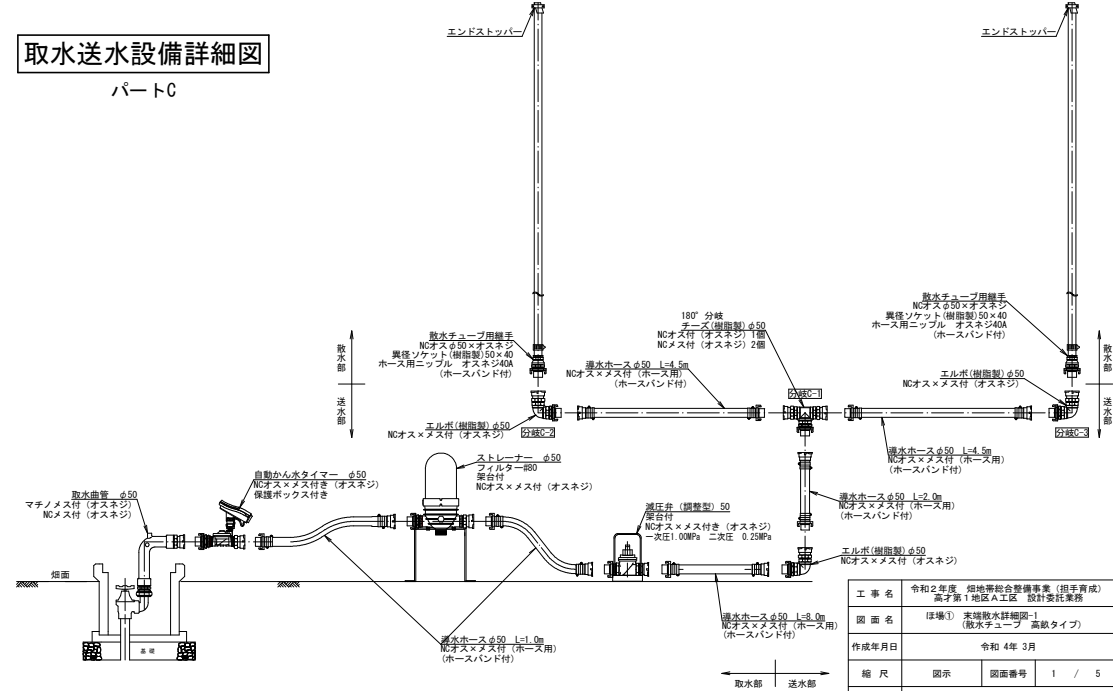 取水送水設備詳細図
パートC
エンドストッパー
エンドストッパー
散水部
送水部
散水チューブ用継手
NCオスφ50×オスネジ
異径ソケット(樹脂製)50×40
ホース用ニップル　オスネジ40A
(ホースバンド付)
180°分岐
チーズ(樹脂製)φ50
NCオス付（オスネジ）1個
NCメス付（オスネジ）2個
散水チューブ用継手
NCオスφ50×オスネジ
異径ソケット(樹脂製)50×40
ホース用ニップル　オスネジ40A
(ホースバンド付)
散水部
送水部
導水ホースφ50 L=4.5m
NCオス×メス付（ホース用）
(ホースバンド付)
エルボ(樹脂製)φ50
NCオス×メス付（オスネジ）
分岐C-1
エルボ(樹脂製)φ50
NCオス×メス付（オスネジ）
分岐C-2
分岐C-3
導水ホースφ50 L=4.5m
NCオス×メス付（ホース用）
(ホースバンド付)
ストレーナー　φ50
フィルター#80
架台付
NCオス×メス付（オスネジ）
自動かん水タイマー　φ50
NCオス×メス付き（オスネジ）
保護ボックス付き
取水曲管　φ50
マチノメス付（オスネジ）
NCメス付（オスネジ）
減圧弁（調整型）50
架台付
NCオス×メス付き（オスネジ）
一次圧1.00MPa　二次圧　0.25MPa
導水ホースφ50 L=2.0m
NCオス×メス付（ホース用）
(ホースバンド付)
エルボ(樹脂製)φ50
NCオス×メス付（オスネジ）
畑面
基礎
導水ホースφ50 L=1.0m
NCオス×メス付（ホース用）
(ホースバンド付)
導水ホースφ50 L=8.0m
NCオス×メス付（ホース用）
(ホースバンド付)
取水部
送水部
工事名　令和2年度　畑地帯総合整備事業（担手育成）
高才第1地区A工区　設計委託業務
図面名　ほ場①　末端散水詳細図-1
(散水チューブ　高畝タイプ)
作成年月日　令和 4年 3月
縮尺　図示　図面番号　1 / 5